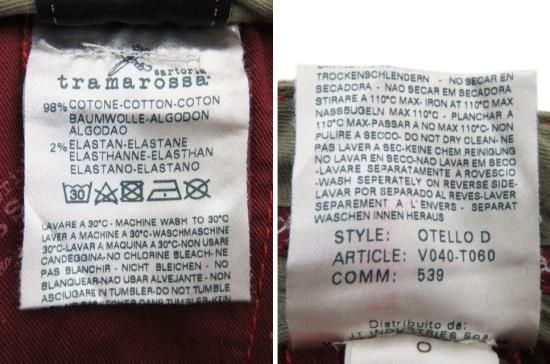 sartoria
tramarossa
98% COTONE-COTTON-COTON
BAUMWOLLE-ALGODON
ALGODAO
2% ELASTAN-ELASTANE
ELASTHANNE-ELASTHAN
ELASTANO-ELASTANE
30
LAVARE A 30°C - MACHINE WASH TO 30°C
LAVER A MACHINE A 30°C-WASCHMASCHINE
30°C-LAVAR A MAQUINA A 30°C-NON USARE
CANDEGGINA-NO CHLORINE BLEACH- NE
PAS BLANCHIR - NICHT BLEICHEN - NO
BLANQUEAR-NAO USAR ALVEJANTE - NON
ASCIUGARE IN TUMBLER-DO NOT TUMBLE
TROCKENSCHLENDERN - NO SECAR EN
SECADORA - NAO SECAR EM SECADORA
STIRARE A 110°C MAX- IRON AT 110°C MAX
NASSBUGELN MAX 110°C - PLANCHAR A
110°C MAX-PASSAR A NO MAX 110°C - NON
PULIRE A SECCO- DO NOT DRY CLEAN- NE
PAS LAVER A SEC-KEINE CHEM REINIGUNG
NO LAVAR EN SECO-NAO LAVAR EM SECO
LAVARE SEPARATAMENTE A ROVESCIO
-WASH SEPERATELY ON REVERSE SIDE-
LAVAR POR SEPARADO AL REVES-LAVER
SEPAREMENT A L'ENVERS - SEPARAT
WASCHEN INNEN HERAUS
STYLE: OTELLO D
ARTICLE: V040-T060
COMM: 539
Distribuito da:
INDUSTRIES